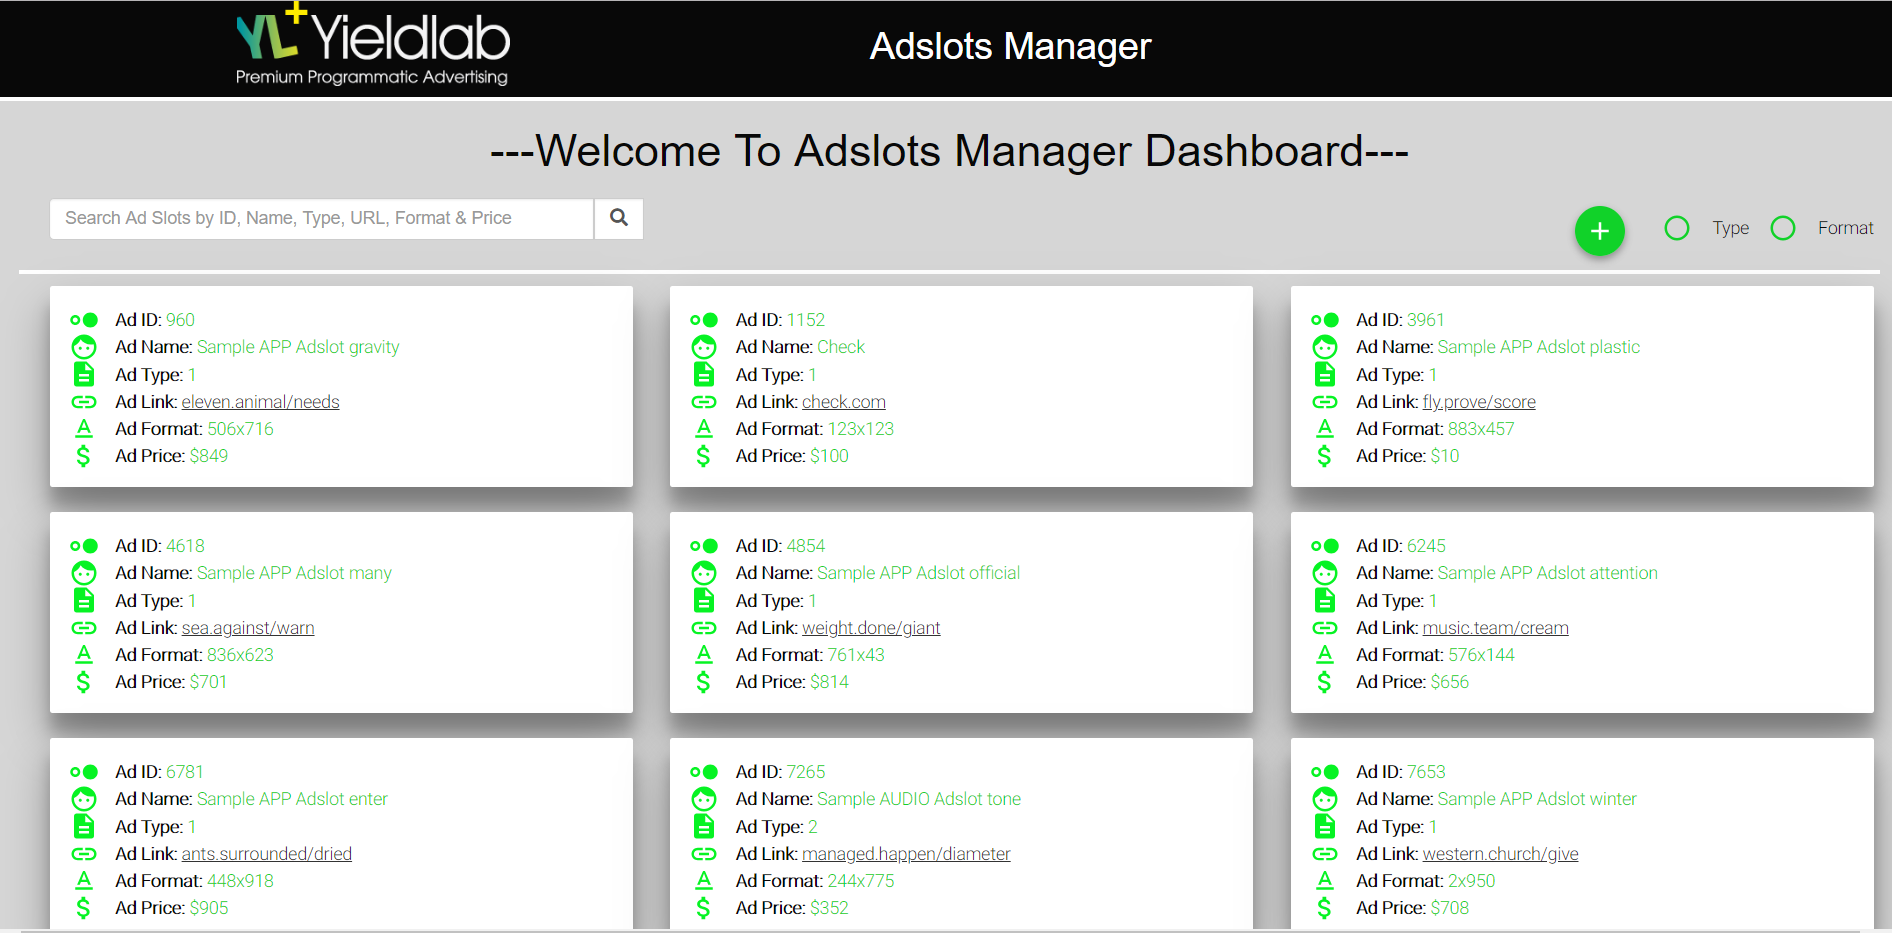 YL+ Yieldlab
Premium Programmatic Advertising
Adslots Manager
---Welcome To Adslots Manager Dashboard---
Search Ad Slots by ID, Name, Type, URL, Format & Price
+
Type
Format
Ad ID: 960
Ad Name: Sample APP Adslot gravity
Ad Type: 1
Ad Link: eleven.animal/needs
Ad Format: 506x716
Ad Price: $849
Ad ID: 1152
Ad Name: Check
Ad Type: 1
Ad Link: check.com
Ad Format: 123x123
Ad Price: $100
Ad ID: 3961
Ad Name: Sample APP Adslot plastic
Ad Type: 1
Ad Link: fly.prove/score
Ad Format: 883x457
Ad Price: $10
Ad ID: 4618
Ad Name: Sample APP Adslot many
Ad Type: 1
Ad Link: sea.against/warn
Ad Format: 836x623
Ad Price: $701
Ad ID: 4854
Ad Name: Sample APP Adslot official
Ad Type: 1
Ad Link: weight.done/giant
Ad Format: 761x43
Ad Price: $814
Ad ID: 6245
Ad Name: Sample APP Adslot attention
Ad Type: 1
Ad Link: music.team/cream
Ad Format: 576x144
Ad Price: $656
Ad ID: 6781
Ad Name: Sample APP Adslot enter
Ad Type: 1
Ad Link: ants.surrounded/dried
Ad Format: 448x918
Ad Price: $905
Ad ID: 7265
Ad Name: Sample AUDIO Adslot tone
Ad Type: 2
Ad Link: managed.happen/diameter
Ad Format: 244x775
Ad Price: $352
Ad ID: 7653
Ad Name: Sample APP Adslot winter
Ad Type: 1
Ad Link: western.church/give
Ad Format: 2x950
Ad Price: $708